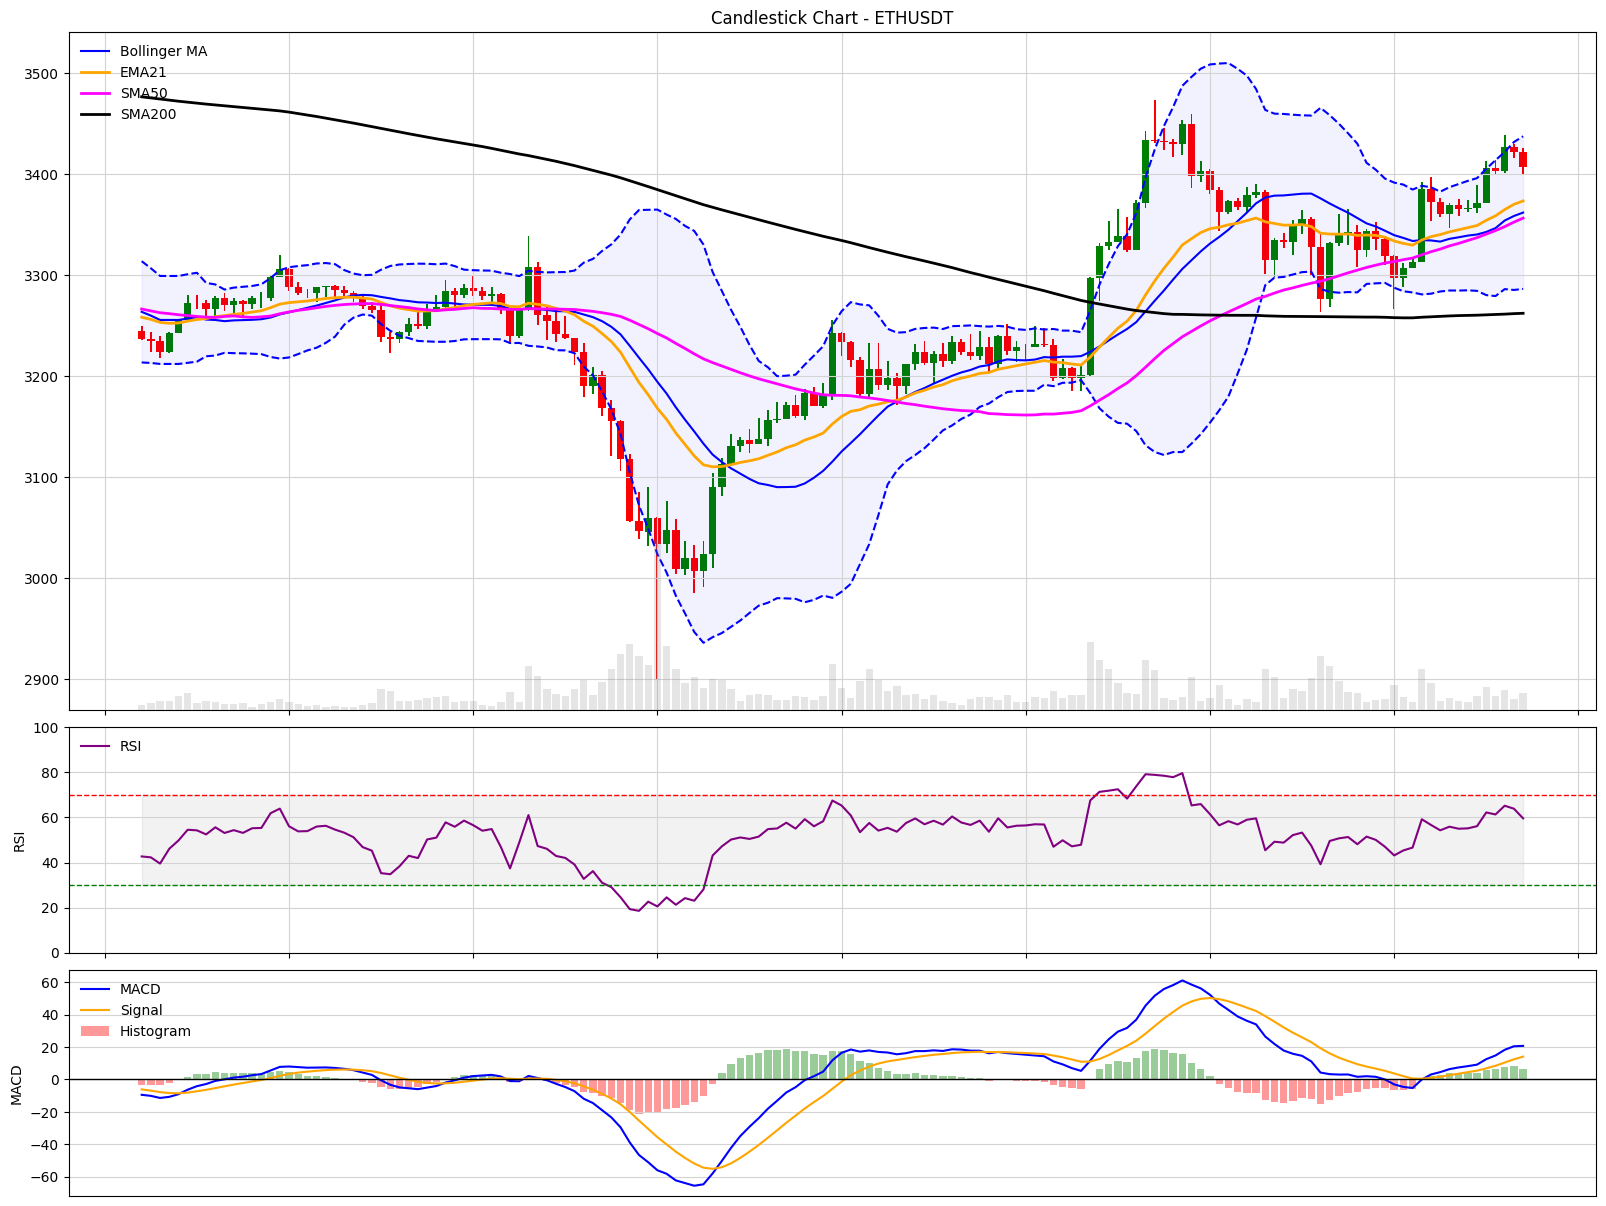 Candlestick Chart - ETHUSDT
Bollinger MA
EMA21
SMA50
SMA200
3500
3400
3300
3200
3100
3000
2900
RSI
RSI
100
80
60
40
20
0
MACD
Signal
Histogram
MACD
60
40
20
0
−20
−40
−60